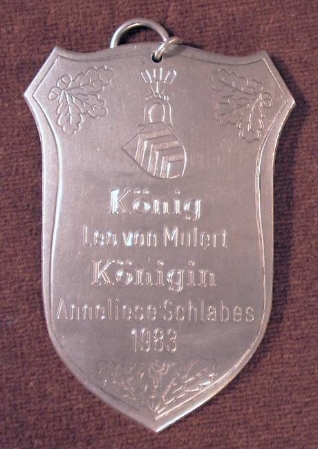 König
Leo von Mulert
Königin
Anneliese Schlabes
1983